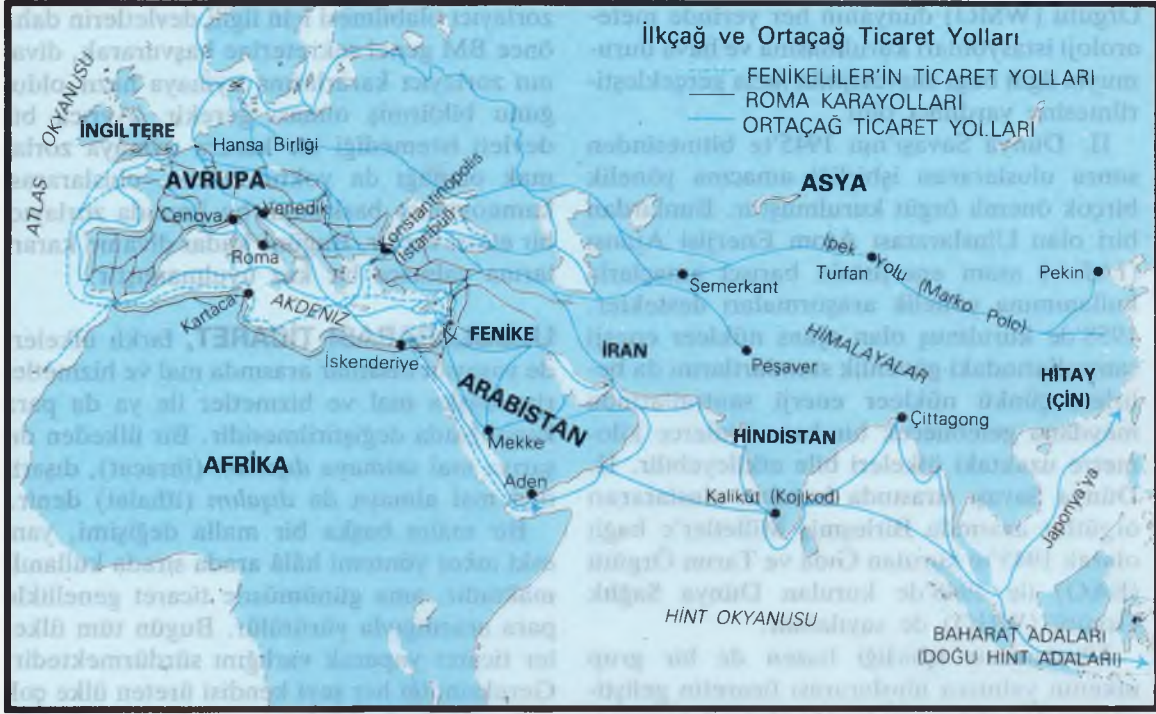 İlkçağ ve Ortaçağ Ticaret Yolları
FENİKELİLER'İN TİCARET YOLLARI
ROMA KARAYOLLARI
ORTAÇAĞ TİCARET YOLLARI
ATLAS OKYANUSU
İNGİLTERE
Hansa Birliği
AVRUPA
ASYA
Cenova
Venedik
Konstantinopolis
(İstanbul)
Roma
İpek Yolu (Marko Polo)
Turfan
Pekin
Semerkant
Kartaca
AKDENİZ
FENİKE
İRAN
HİMALAYALAR
İskenderiye
Peşaver
HİTAY
(ÇİN)
ARABİSTAN
Çittagong
Mekke
HİNDİSTAN
AFRİKA
Aden
Kalikut (Kojikod)
Japonya'ya
HİNT OKYANUSU
BAHARAT ADALARI
(DOĞU HİNT ADALARI)